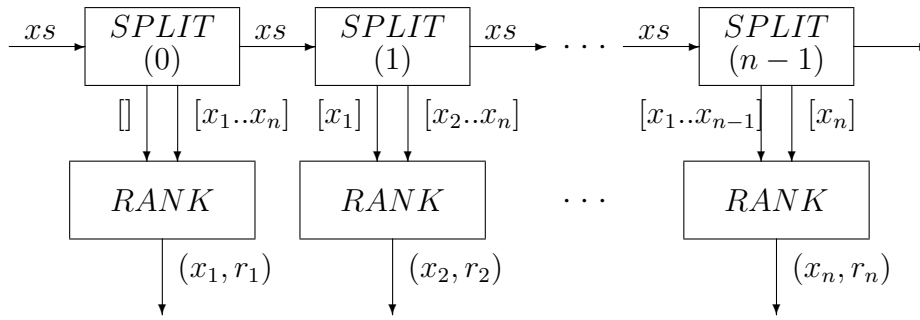 xs SPLIT xs SPLIT xs · · · xs SPLIT
(0) (1) (n − 1)
[] [x₁..xₙ] [x₁] [x₂..xₙ] [x₁..xₙ₋₁] [xₙ]
RANK RANK · · · RANK
(x₁, r₁) (x₂, r₂) (xₙ, rₙ)